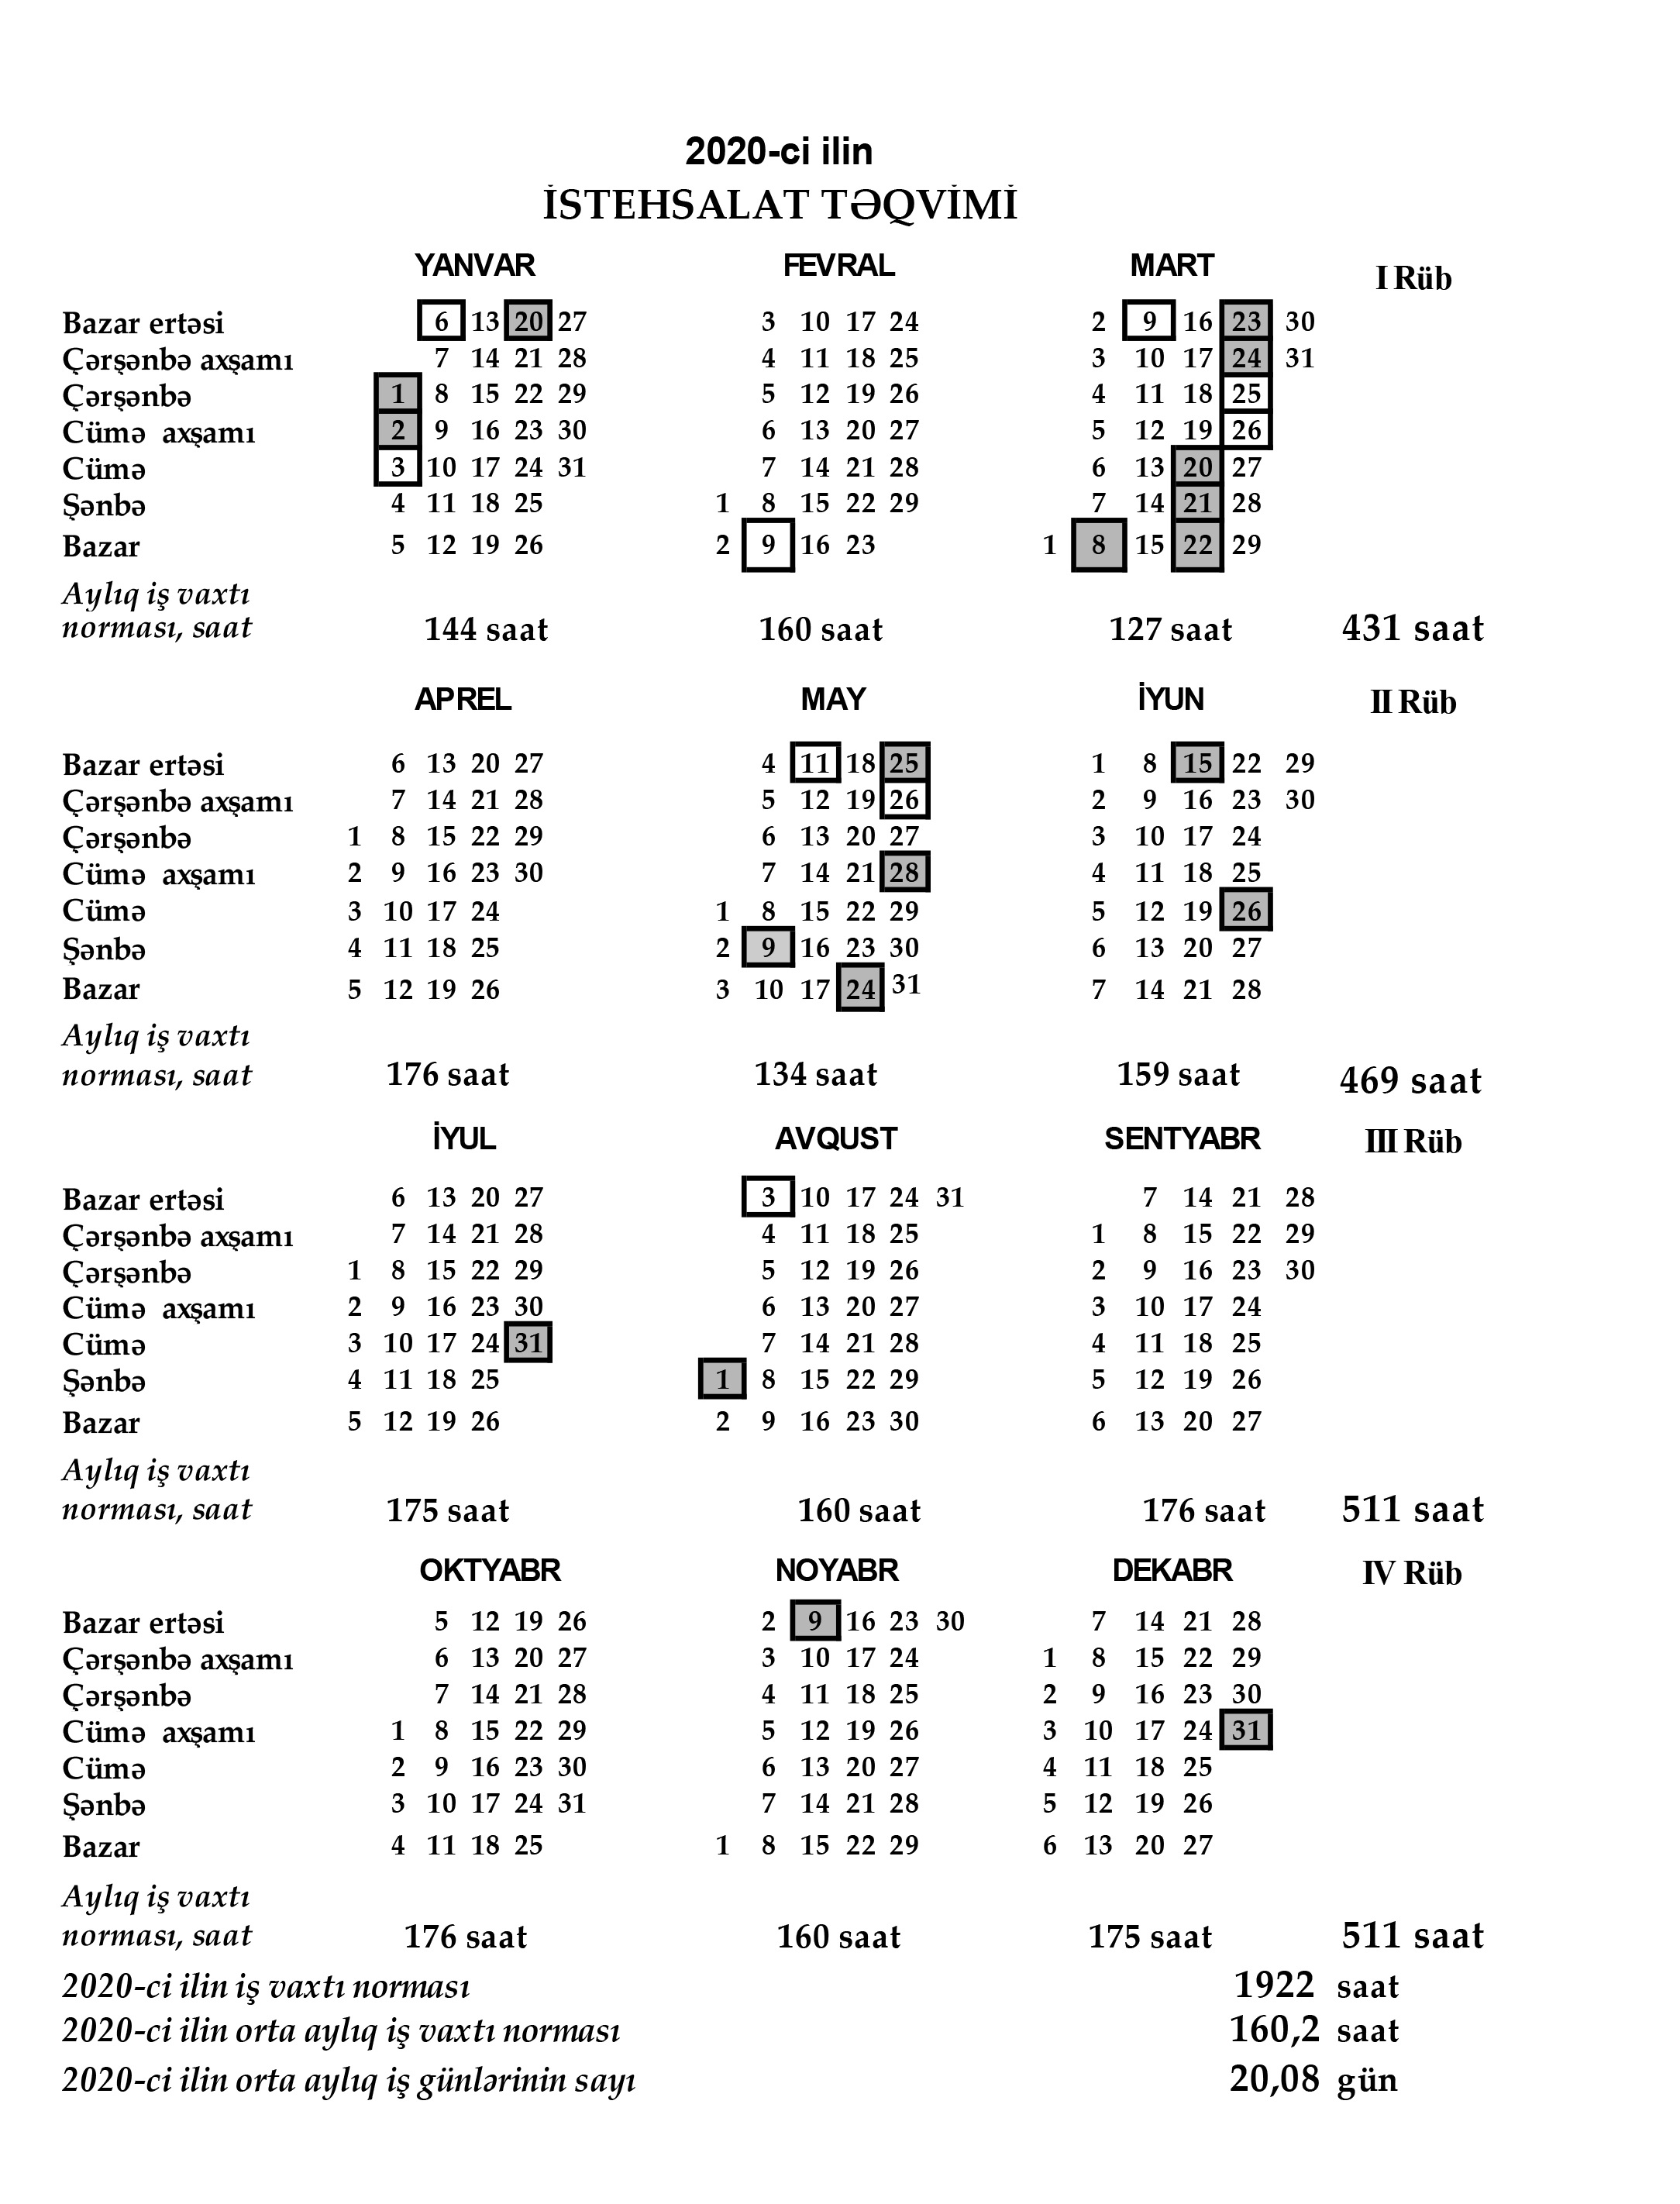 2020-ci ilin
İSTEHSALAT TƏQVİMİ
YANVAR FEVRAL MART I Rüb
Bazar ertəsi 6 13 20 27 3 10 17 24 2 9 16 23 30
Çərşənbə axşamı 7 14 21 28 4 11 18 25 3 10 17 24 31
Çərşənbə 1 8 15 22 29 5 12 19 26 4 11 18 25
Cümə axşamı 2 9 16 23 30 6 13 20 27 5 12 19 26
Cümə 3 10 17 24 31 7 14 21 28 6 13 20 27
Şənbə 4 11 18 25 1 8 15 22 29 7 14 21 28
Bazar 5 12 19 26 2 9 16 23 1 8 15 22 29
Aylıq iş vaxtı
norması, saat 144 saat 160 saat 127 saat 431 saat
APREL MAY İYUN II Rüb
Bazar ertəsi 6 13 20 27 4 11 18 25 1 8 15 22 29
Çərşənbə axşamı 7 14 21 28 5 12 19 26 2 9 16 23 30
Çərşənbə 1 8 15 22 29 6 13 20 27 3 10 17 24
Cümə axşamı 2 9 16 23 30 7 14 21 28 4 11 18 25
Cümə 3 10 17 24 1 8 15 22 29 5 12 19 26
Şənbə 4 11 18 25 2 9 16 23 30 6 13 20 27
Bazar 5 12 19 26 3 10 17 24 31 7 14 21 28
Aylıq iş vaxtı
norması, saat 176 saat 134 saat 159 saat 469 saat
İYUL AVQUST SENTYABR III Rüb
Bazar ertəsi 6 13 20 27 3 10 17 24 31 7 14 21 28
Çərşənbə axşamı 7 14 21 28 4 11 18 25 1 8 15 22 29
Çərşənbə 1 8 15 22 29 5 12 19 26 2 9 16 23 30
Cümə axşamı 2 9 16 23 30 6 13 20 27 3 10 17 24
Cümə 3 10 17 24 31 7 14 21 28 4 11 18 25
Şənbə 4 11 18 25 1 8 15 22 29 5 12 19 26
Bazar 5 12 19 26 2 9 16 23 30 6 13 20 27
Aylıq iş vaxtı
norması, saat 175 saat 160 saat 176 saat 511 saat
OKTYABR NOYABR DEKABR IV Rüb
Bazar ertəsi 5 12 19 26 2 9 16 23 30 7 14 21 28
Çərşənbə axşamı 6 13 20 27 3 10 17 24 1 8 15 22 29
Çərşənbə 7 14 21 28 4 11 18 25 2 9 16 23 30
Cümə axşamı 1 8 15 22 29 5 12 19 26 3 10 17 24 31
Cümə 2 9 16 23 30 6 13 20 27 4 11 18 25
Şənbə 3 10 17 24 31 7 14 21 28 5 12 19 26
Bazar 4 11 18 25 1 8 15 22 29 6 13 20 27
Aylıq iş vaxtı
norması, saat 176 saat 160 saat 175 saat 511 saat
2020-ci ilin iş vaxtı norması 1922 saat
2020-ci ilin orta aylıq iş vaxtı norması 160,2 saat
2020-ci ilin orta aylıq iş günlərinin sayı 20,08 gün